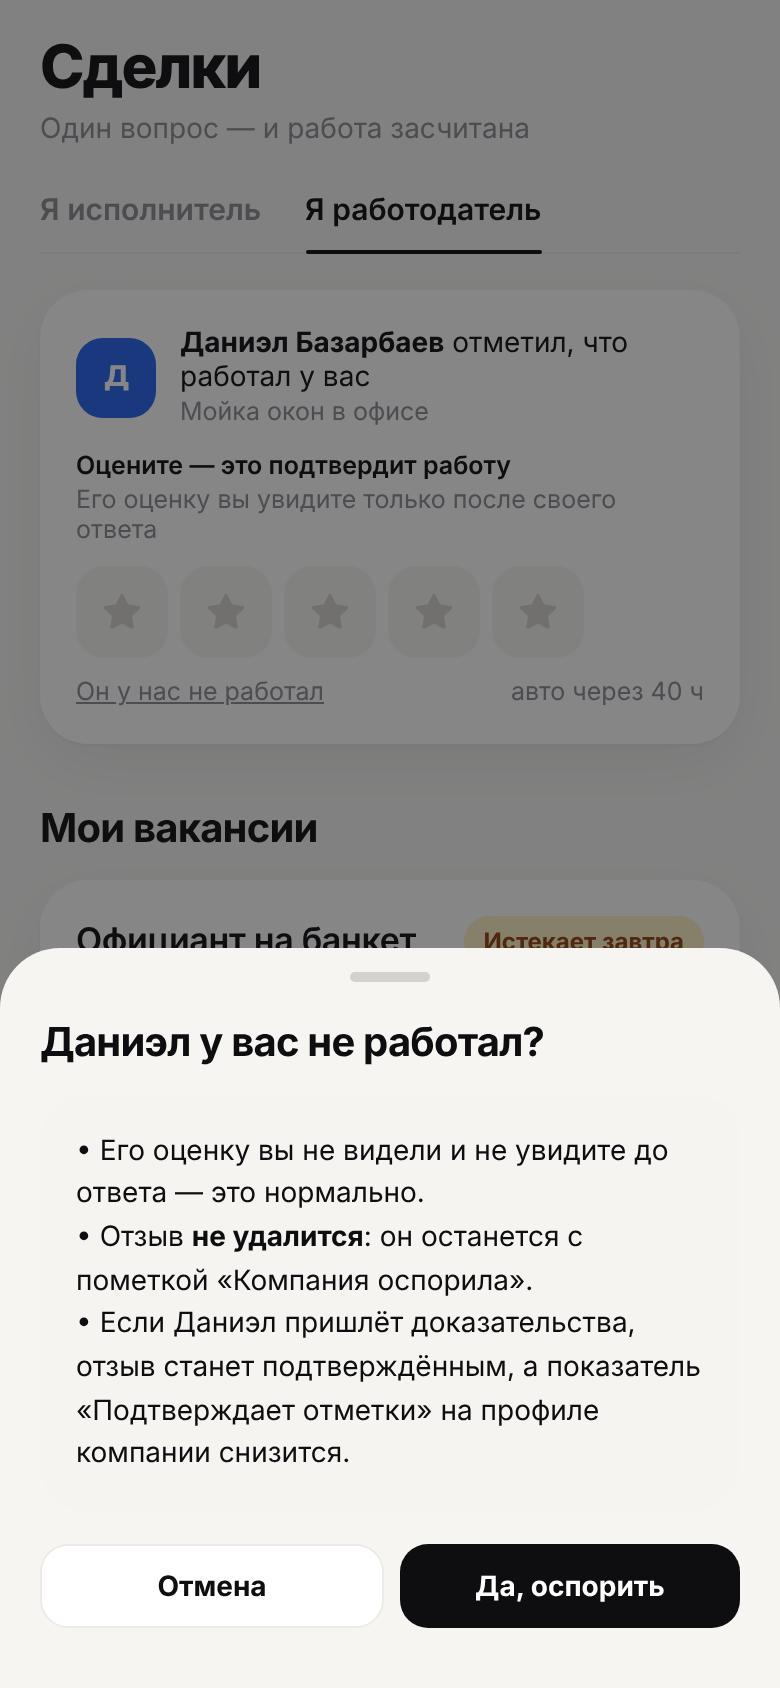 Сделки
Один вопрос — и работа засчитана
Я исполнитель
Я работодатель
Д
Даниэл Базарбаев отметил, что
работал у вас
Мойка окон в офисе
Оцените — это подтвердит работу
Его оценку вы увидите только после своего
ответа
Он у нас не работал
авто через 40 ч
Мои вакансии
Официант на банкет
Истекает завтра
Даниэл у вас не работал?
• Его оценку вы не видели и не увидите до
ответа — это нормально.
• Отзыв не удалится: он останется с
пометкой «Компания оспорила».
• Если Даниэл пришлёт доказательства,
отзыв станет подтверждённым, а показатель
«Подтверждает отметки» на профиле
компании снизится.
Отмена
Да, оспорить